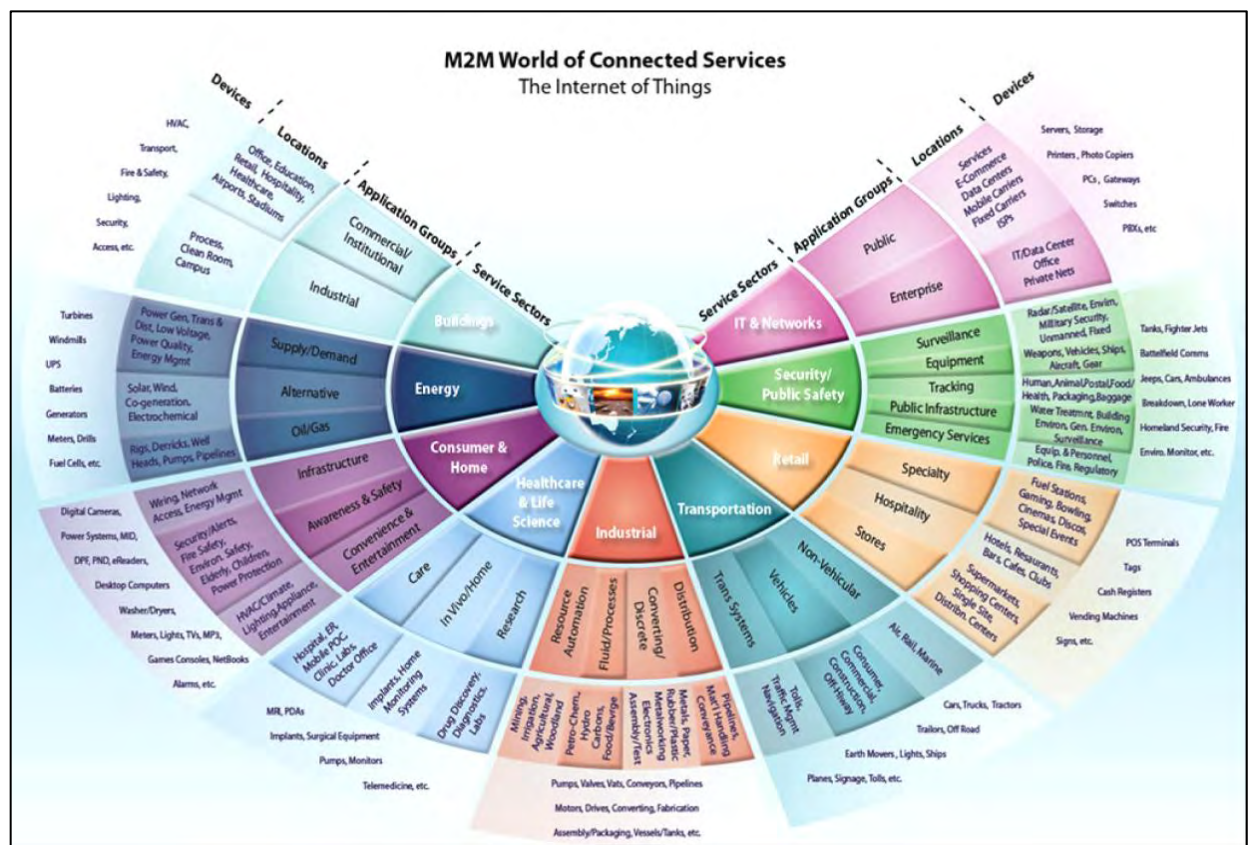 M2M World of Connected Services
The Internet of Things
Devices
Locations
Application Groups
Service Sectors
Service Sectors
Application Groups
Locations
Devices
Buildings
Commercial/
Institutional
Industrial
Office, Education,
Retail, Hospitality,
Healthcare,
Airports, Stadiums
Process,
Clean Room,
Campus
HVAC,
Transport,
Fire & Safety,
Lighting,
Security,
Access, etc.
Energy
Supply/Demand
Alternative
Oil/Gas
Power Gen, Trans &
Dist, Low Voltage,
Power Quality,
Energy Mgmt
Solar, Wind,
Co-generation,
Electrochemical
Rigs, Derricks, Well
Heads, Pumps, Pipelines
Turbines
Windmills
UPS
Batteries
Generators
Meters, Drills
Fuel Cells, etc.
Consumer &
Home
Infrastructure
Awareness & Safety
Convenience &
Entertainment
Wiring, Network
Access, Energy Mgmt
Security/Alerts,
Fire Safety,
Environ. Safety,
Elderly, Children,
Power Protection
HVAC/Climate,
Lighting,Appliance,
Entertainment
Digital Cameras,
Power Systems, MID,
DPF, PND, eReaders,
Desktop Computers
Washer/Dryers,
Meters, Lights, TVs, MP3,
Games Consoles, NetBooks
Alarms, etc.
Healthcare
& Life
Science
Care
In Vivo/Home
Research
Hospital, ER,
Mobile POC,
Clinic, Labs,
Doctor Office
Implants, Home
Monitoring
Systems
Drug Discovery,
Diagnostics,
Labs
MRI, PDAs
Implants, Surgical Equipment
Pumps, Monitors
Telemedicine, etc.
Industrial
Resource
Automation
Fluid/Processes
Converting/
Discrete
Distribution
Mining,
Irrigation,
Agricultural,
Woodland
Petro-Chem,
Hydro
Carbons,
Food/Bevrge
Metals, Paper,
Rubber/Plastic
Metalworking
Electronics
Assembly/Test
Pipelines,
Mat'l Handling
Conveyance
Pumps, Valves, Vats, Conveyors, Pipelines
Motors, Drives, Converting, Fabrication
Assembly/Packaging, Vessels/Tanks, etc.
Transportation
Trans Systems
Vehicles
Non-Vehicular
Tolls,
Traffic Mgmt
Navigation
Consumer,
Commercial,
Construction,
Off-Hiway
Air, Rail, Marine
Cars, Trucks, Tractors
Trailors, Off Road
Earth Movers, Lights, Ships
Planes, Signage, Tolls, etc.
Retail
Specialty
Hospitality
Stores
Fuel Stations,
Gaming, Bowling,
Cinemas, Discos,
Special Events
Hotels, Restaurants,
Bars, Cafes, Clubs
Supermarkets,
Shopping Centers,
Single Site,
Distribn. Centers
POS Terminals
Tags
Cash Registers
Vending Machines
Signs, etc.
Security/
Public Safety
Surveillance
Equipment
Tracking
Public Infrastructure
Emergency Services
Radar/Satellite, Envirn,
Millitary Security,
Unmanned, Fixed
Weapons, Vehicles, Ships,
Aircraft, Gear
Human,Animal,Postal,Food/
Health, Packaging,Baggage
Water Treatmnt, Building
Environ, Gen. Environ,
Surveillance
Equip. & Personnel,
Police, Fire, Regulatory
Tanks, Fighter Jets
Battelfield Comms
Jeeps, Cars, Ambulances
Breakdown, Lone Worker
Homeland Security, Fire
Enviro. Monitor, etc.
IT & Networks
Public
Enterprise
Services
E-Commerce
Data Centers
Mobile Carriers
Fixed Carriers
ISPs
IT/Data Center
Office
Private Nets
Servers, Storage
Printers, Photo Copiers
PCs, Gateways
Switches
PBXs, etc